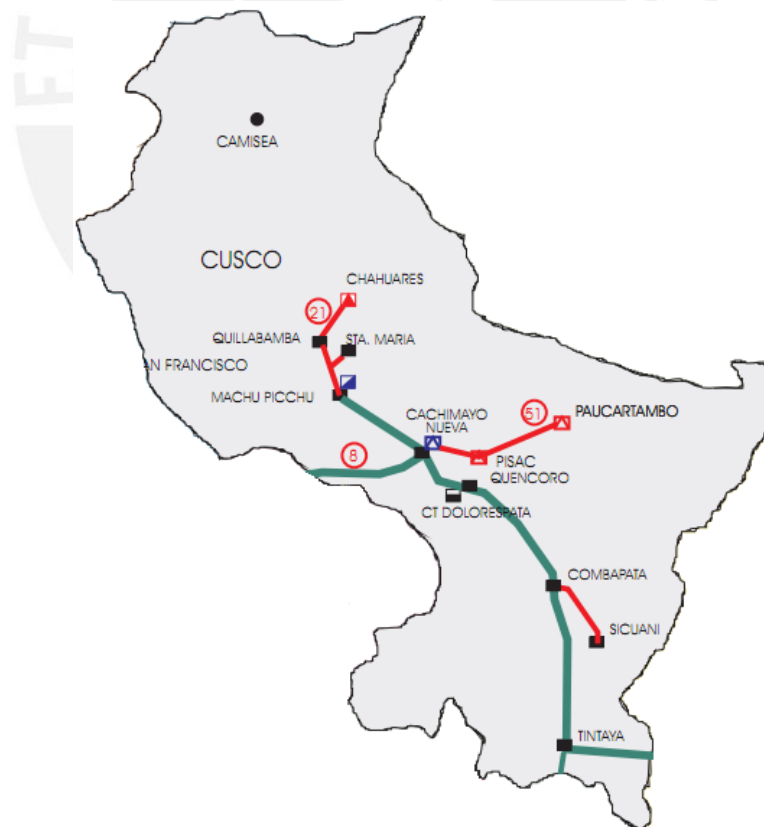 FT
CAMISEA
CUSCO
CHAHUARES
21
QUILLABAMBA
STA. MARIA
AN FRANCISCO
MACHU PICCHU
51
PAUCARTAMBO
CACHIMAYO
NUEVA
8
PISAC
QUENCORO
CT DOLORESPATA
COMBAPATA
SICUANI
TINTAYA